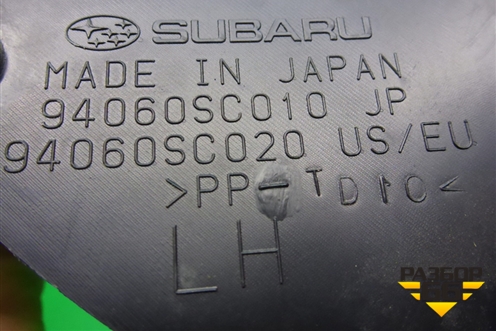 SUBARU
MADE IN JAPAN
94060SC010 JP
94060SC020 US/EU
>PP-TD1C<
LH
РАЗБОР